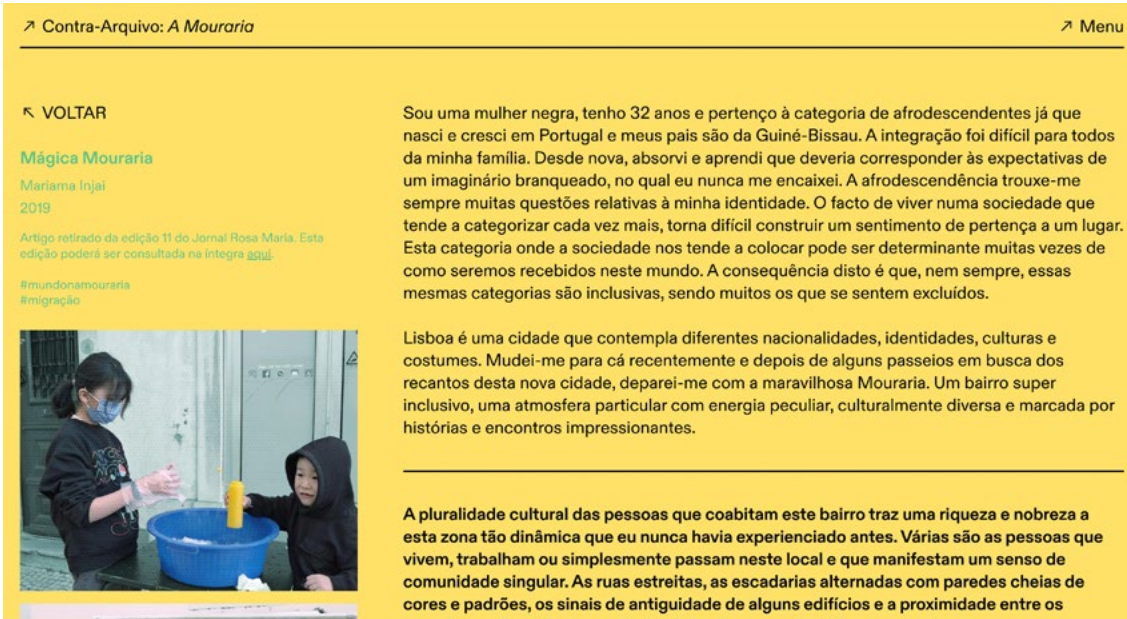 ↗ Contra-Arquivo: A Mouraria
↗ Menu
↖ VOLTAR
Mágica Mouraria
Mariama Injai
2019
Artigo retirado da edição 11 do Jornal Rosa Maria. Esta
edição poderá ser consultada na íntegra aqui.
#mundonamouraria
#migração
Sou uma mulher negra, tenho 32 anos e pertenço à categoria de afrodescendentes já que
nasci e cresci em Portugal e meus pais são da Guiné-Bissau. A integração foi difícil para todos
da minha família. Desde nova, absorvi e aprendi que deveria corresponder às expectativas de
um imaginário branqueado, no qual eu nunca me encaixei. A afrodescendência trouxe-me
sempre muitas questões relativas à minha identidade. O facto de viver numa sociedade que
tende a categorizar cada vez mais, torna difícil construir um sentimento de pertença a um lugar.
Esta categoria onde a sociedade nos tende a colocar pode ser determinante muitas vezes de
como seremos recebidos neste mundo. A consequência disto é que, nem sempre, essas
mesmas categorias são inclusivas, sendo muitos os que se sentem excluídos.
Lisboa é uma cidade que contempla diferentes nacionalidades, identidades, culturas e
costumes. Mudei-me para cá recentemente e depois de alguns passeios em busca dos
recantos desta nova cidade, deparei-me com a maravilhosa Mouraria. Um bairro super
inclusivo, uma atmosfera particular com energia peculiar, culturalmente diversa e marcada por
histórias e encontros impressionantes.
A pluralidade cultural das pessoas que coabitam este bairro traz uma riqueza e nobreza a
esta zona tão dinâmica que eu nunca havia experienciado antes. Várias são as pessoas que
vivem, trabalham ou simplesmente passam neste local e que manifestam um senso de
comunidade singular. As ruas estreitas, as escadarias alternadas com paredes cheias de
cores e padrões, os sinais de antiguidade de alguns edifícios e a proximidade entre os